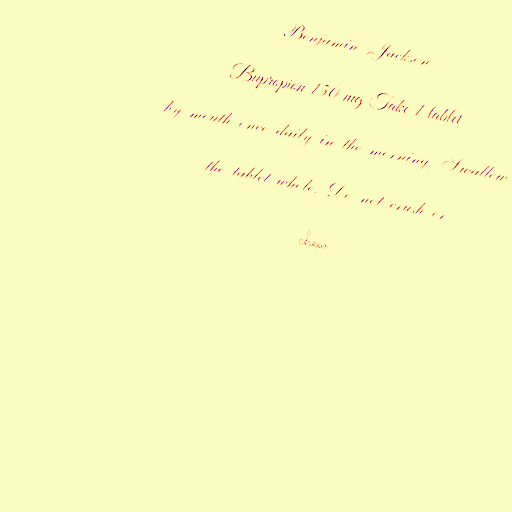 Benjamin Jackson
Bupropion 150 mg Take 1 tablet
by mouth once daily in the morning. Swallow
the tablet whole. Do not crush or
chew